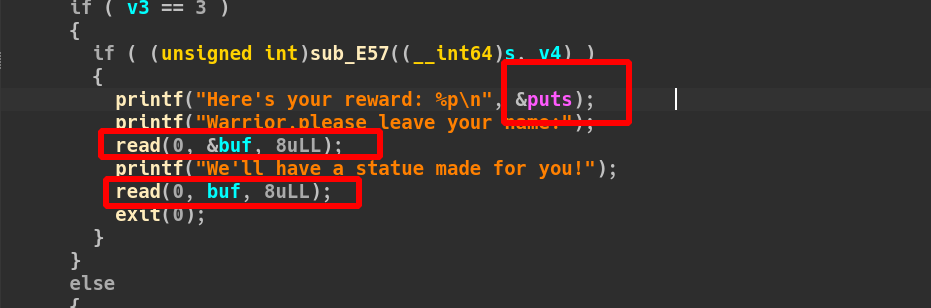 if ( v3 == 3 )
{
if ( (unsigned int)sub_E57((__int64)s, v4) )
{
printf("Here's your reward: %p\n", &puts);
printf("Warrior,please leave your name:");
read(0, &buf, 8uLL);
printf("We'll have a statue made for you!");
read(0, buf, 8uLL);
exit(0);
}
}
else
{